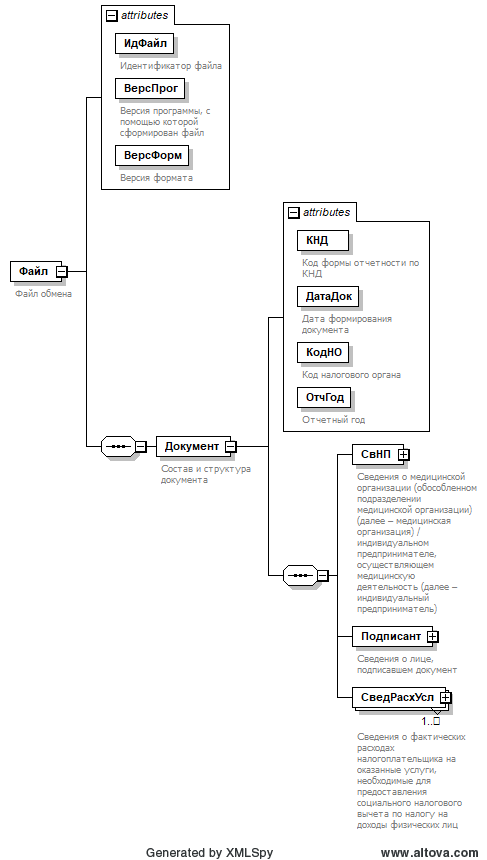 attributes
ИдФайл
Идентификатор файла
ВерсПрог
Версия программы, с
помощью которой
сформирован файл
ВерсФорм
Версия формата
Файл
Файл обмена
Документ
Состав и структура
документа
attributes
КНД
Код формы отчетности по
КНД
ДатаДок
Дата формирования
документа
КодНО
Код налогового органа
ОтчГод
Отчетный год
СвНП
Сведения о медицинской
организации (обособленном
подразделении
медицинской организации)
(далее – медицинская
организация) /
индивидуальном
предпринимателе,
осуществляющем
медицинскую
деятельность (далее –
индивидуальный
предприниматель)
Подписант
Сведения о лице,
подписавшем документ
СведРасхУсл
1..
Сведения о фактических
расходах
налогоплательщика на
оказанные услуги,
необходимые для
предоставления
социального налогового
вычета по налогу на
доходы физических лиц
Generated by XMLSpy
www.altova.com